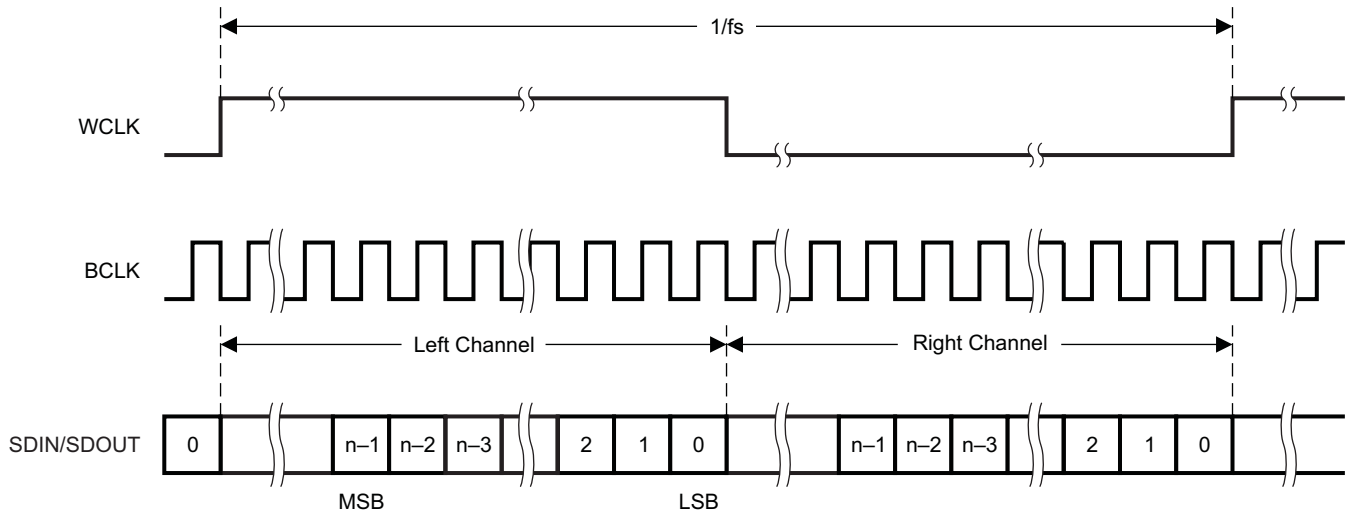 1/fs
WCLK
BCLK
Left Channel
Right Channel
SDIN/SDOUT
0
n–1
n–2
n–3
2
1
0
n–1
n–2
n–3
2
1
0
MSB
LSB